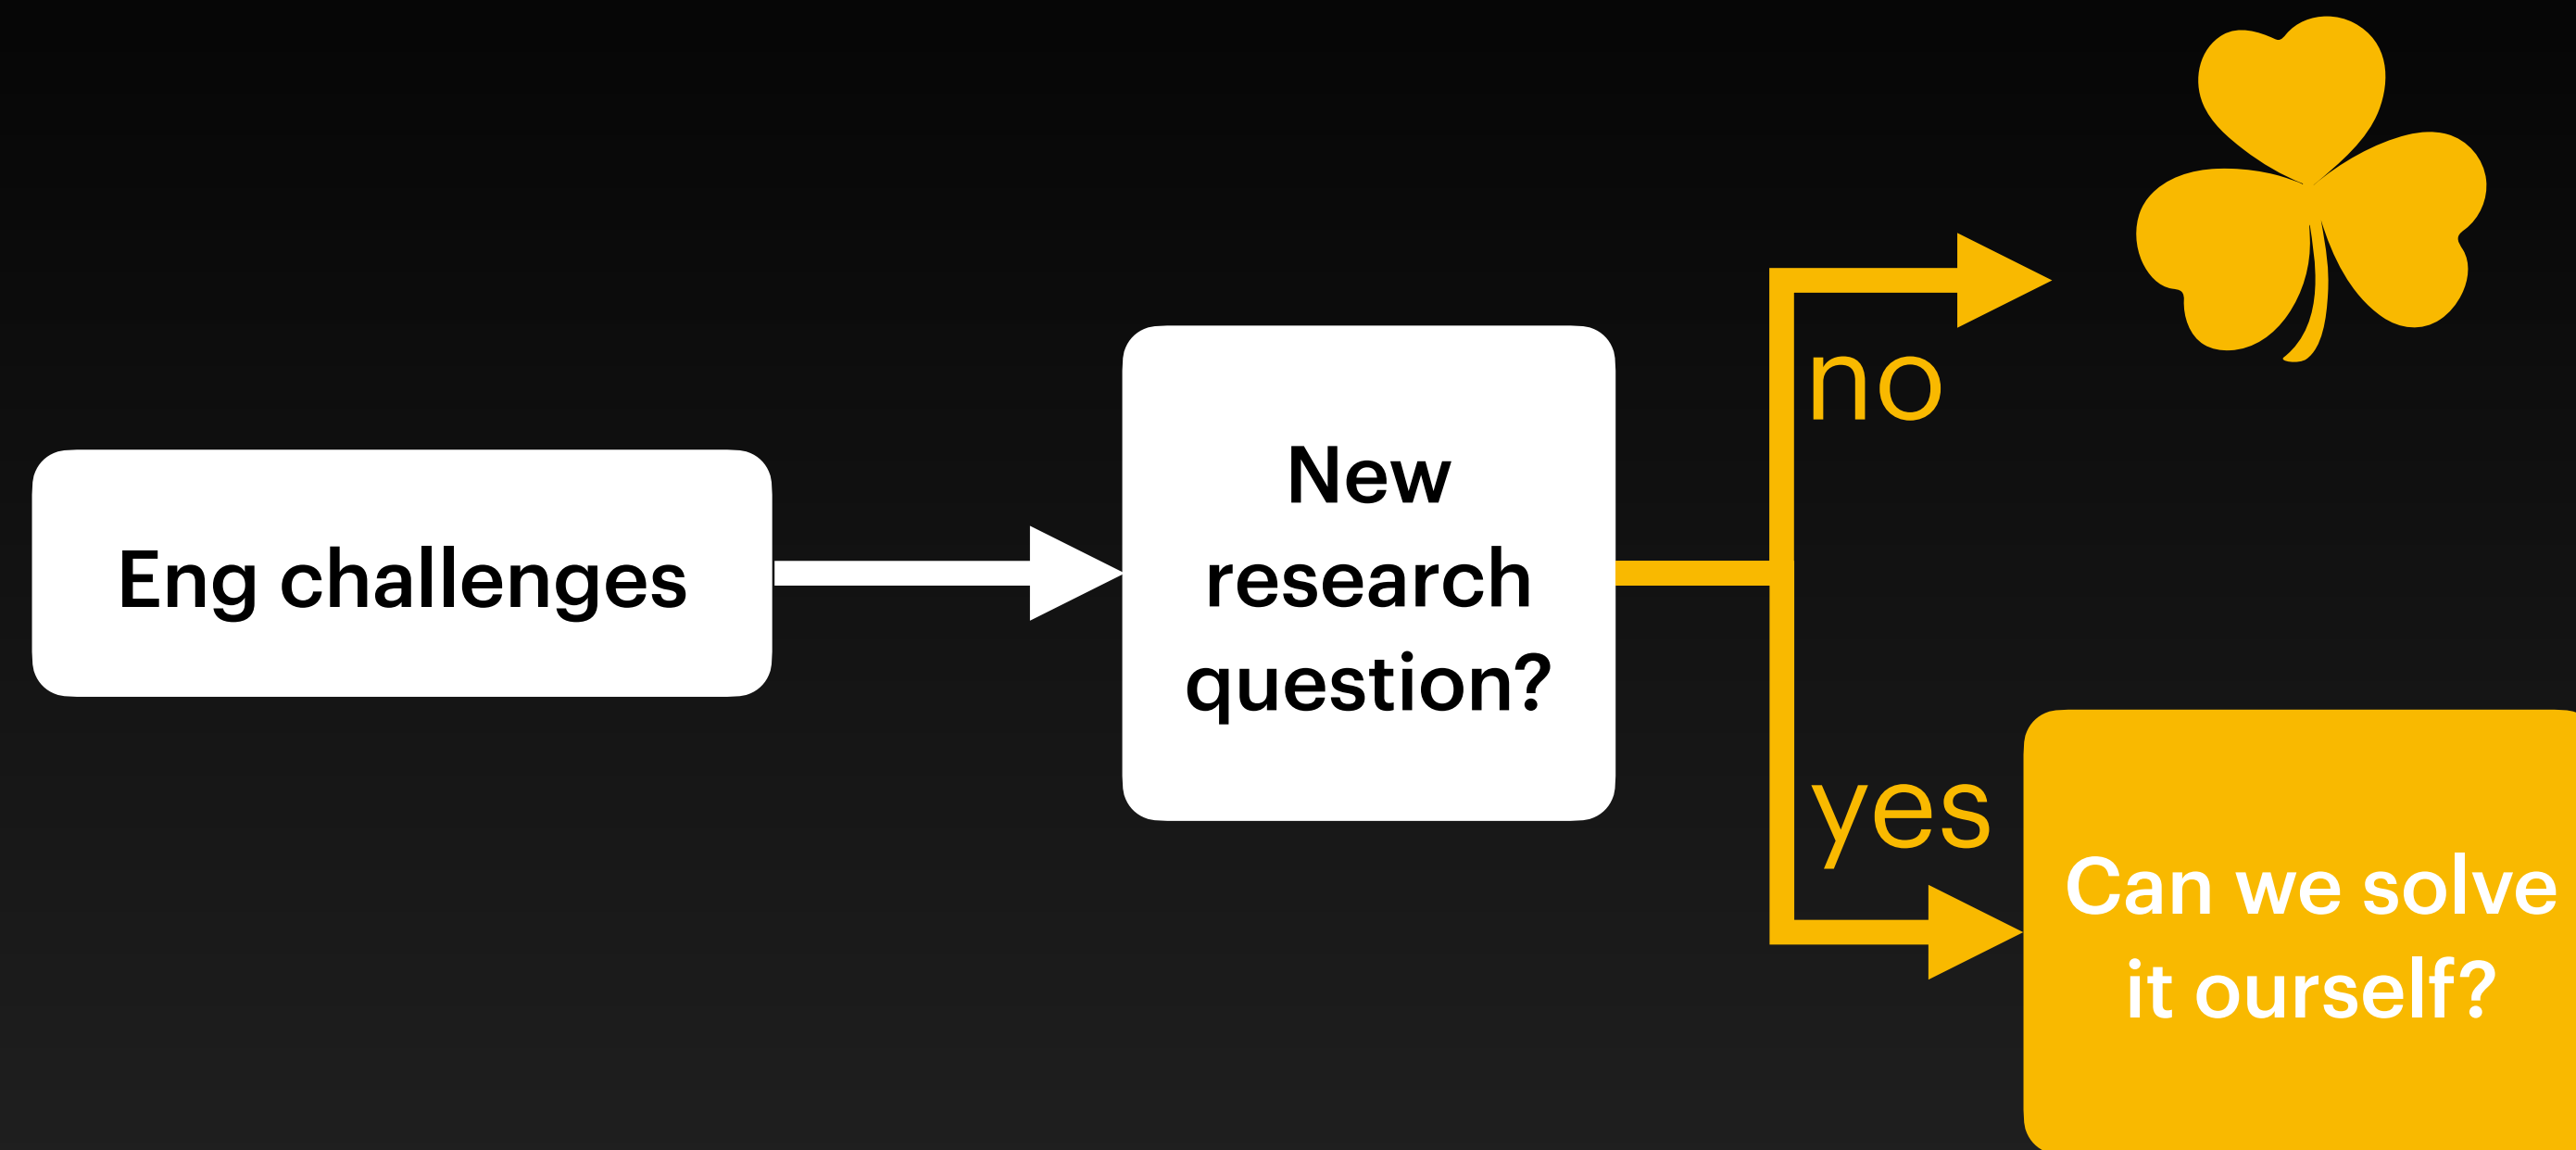 Eng challenges
New
research
question?
no
yes
Can we solve
it ourself?